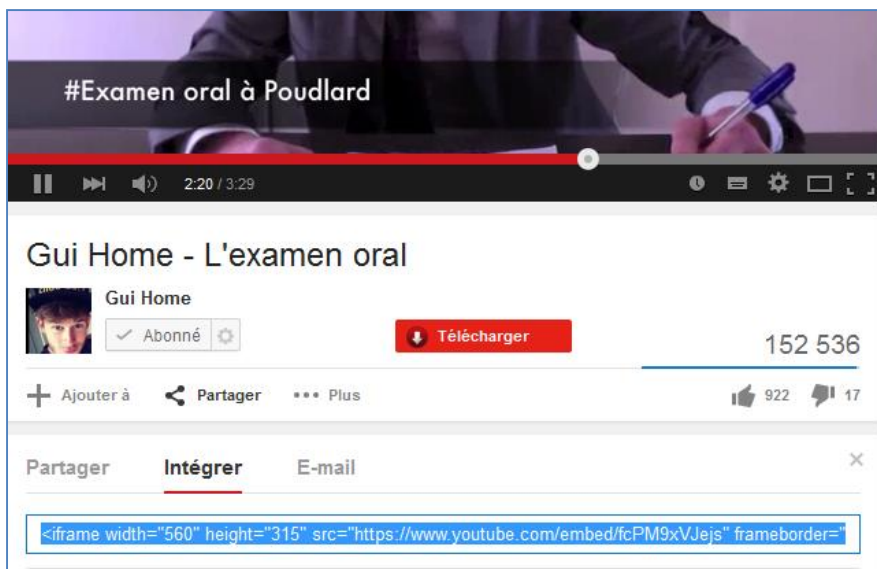 #Examen oral à Poudlard
2:20 / 3:29
Gui Home - L'examen oral
Gui Home
Abonné
Télécharger
152 536
Ajouter à Partager Plus
922 17
Partager Intégrer E-mail
<iframe width="560" height="315" src="https://www.youtube.com/embed/fcPM9xVJejs" frameborder="